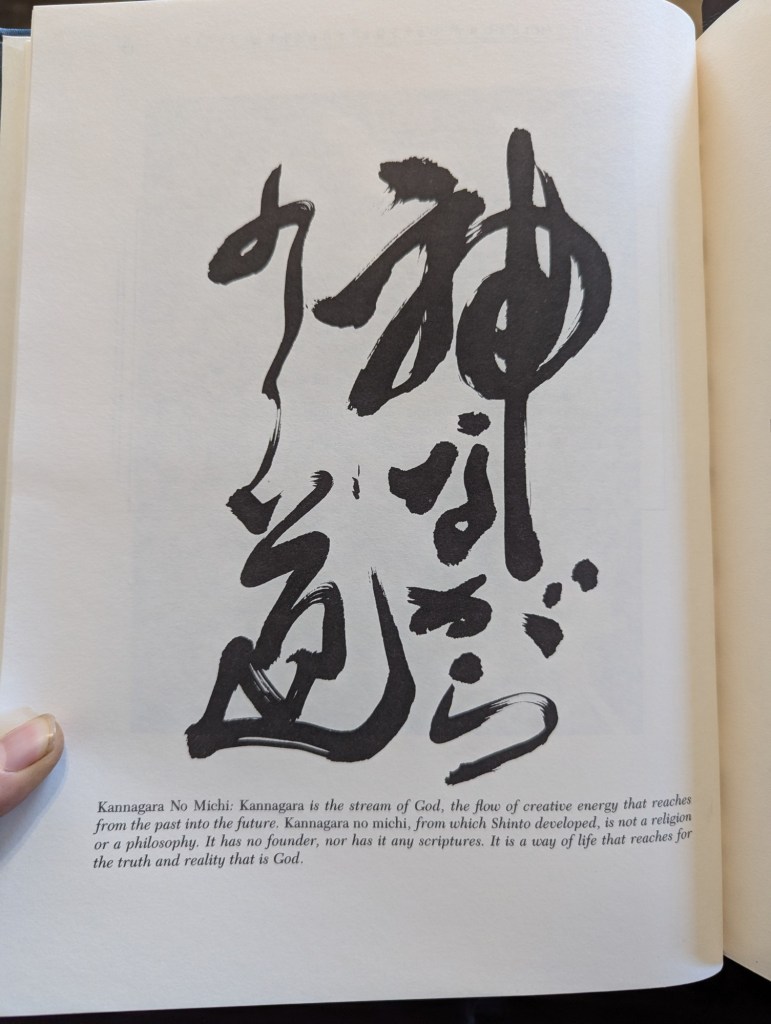 神ながら
の道
Kannagara No Michi: Kannagara is the stream of God, the flow of creative energy that reaches
from the past into the future. Kannagara no michi, from which Shinto developed, is not a religion
or a philosophy. It has no founder, nor has it any scriptures. It is a way of life that reaches for
the truth and reality that is God.